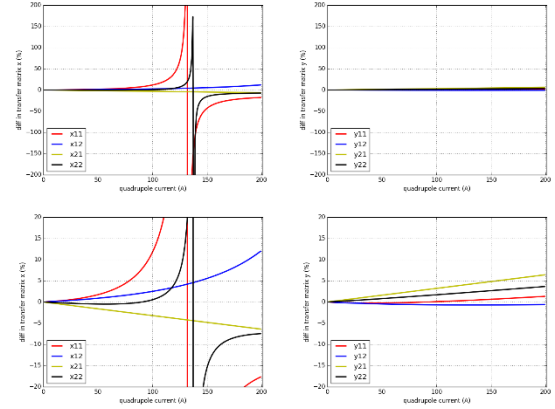 200
150
100
50
0
−50
−100
−150
−200
diff in transfer matrix x (%)
x11
x12
x21
x22
0
50
100
150
200
quadrupole current (A)
200
150
100
50
0
−50
−100
−150
−200
diff in transfer matrix y (%)
y11
y12
y21
y22
0
50
100
150
200
quadrupole current (A)
20
15
10
5
0
−5
−10
−15
−20
diff in transfer matrix x (%)
x11
x12
x21
x22
0
50
100
150
200
quadrupole current (A)
20
15
10
5
0
−5
−10
−15
−20
diff in transfer matrix y (%)
y11
y12
y21
y22
0
50
100
150
200
quadrupole current (A)